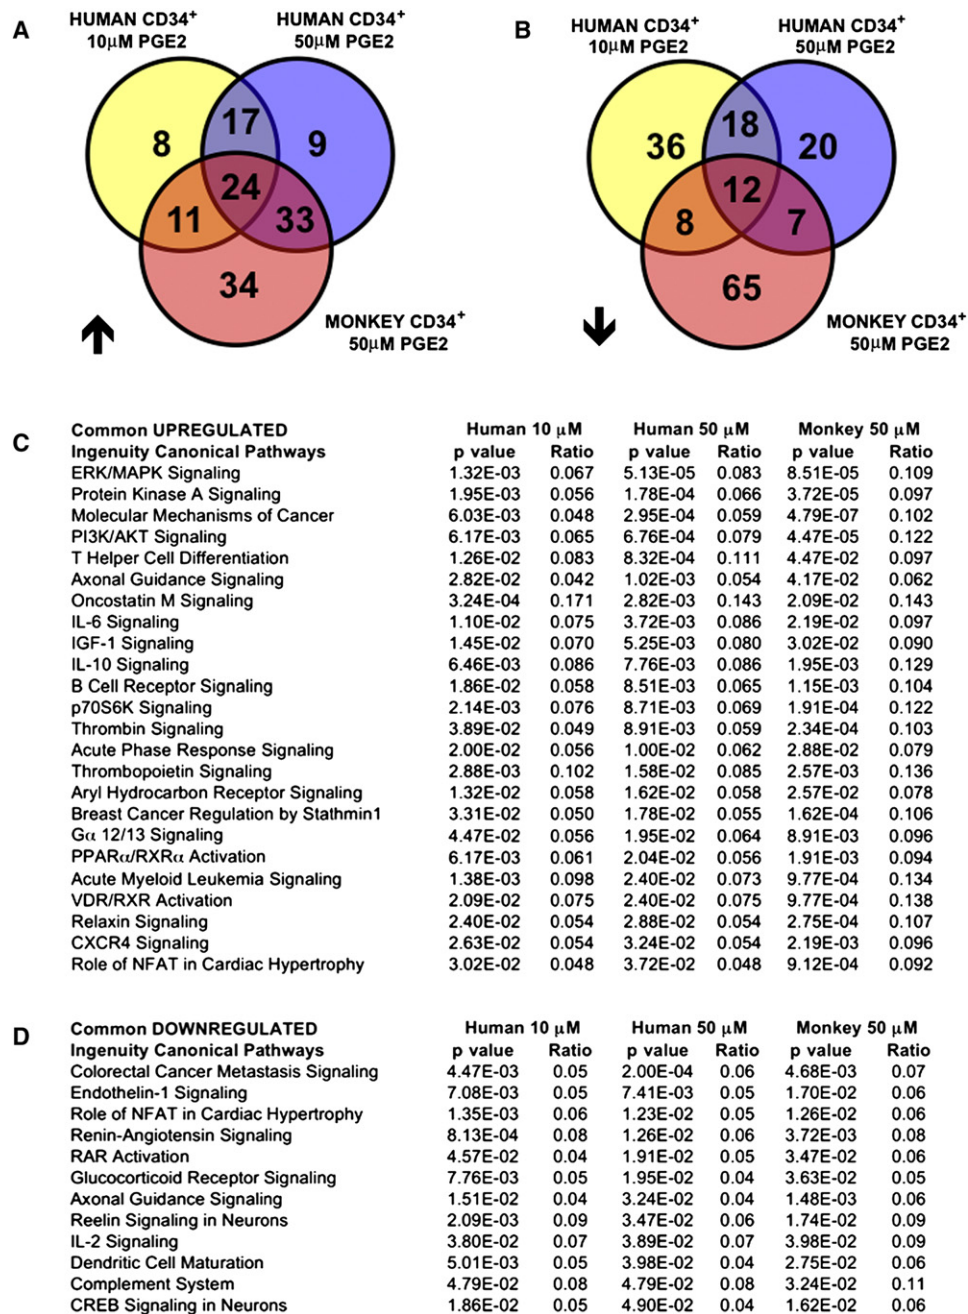 A
HUMAN CD34+
10μM PGE2
HUMAN CD34+
50μM PGE2
8
17
9
24
11
33
34
MONKEY CD34+
50μM PGE2
B
HUMAN CD34+
10μM PGE2
HUMAN CD34+
50μM PGE2
36
18
20
12
8
7
65
MONKEY CD34+
50μM PGE2
C
Common UPREGULATED Human 10 μM Human 50 μM Monkey 50 μM
Ingenuity Canonical Pathways p value Ratio p value Ratio p value Ratio
ERK/MAPK Signaling 1.32E-03 0.067 5.13E-05 0.083 8.51E-05 0.109
Protein Kinase A Signaling 1.95E-03 0.056 1.78E-04 0.066 3.72E-05 0.097
Molecular Mechanisms of Cancer 6.03E-03 0.048 2.95E-04 0.059 4.79E-07 0.102
PI3K/AKT Signaling 6.17E-03 0.065 6.76E-04 0.079 4.47E-05 0.122
T Helper Cell Differentiation 1.26E-02 0.083 8.32E-04 0.111 4.47E-02 0.097
Axonal Guidance Signaling 2.82E-02 0.042 1.02E-03 0.054 4.17E-02 0.062
Oncostatin M Signaling 3.24E-04 0.171 2.82E-03 0.143 2.09E-02 0.143
IL-6 Signaling 1.10E-02 0.075 3.72E-03 0.086 2.19E-02 0.097
IGF-1 Signaling 1.45E-02 0.070 5.25E-03 0.080 3.02E-02 0.090
IL-10 Signaling 6.46E-03 0.086 7.76E-03 0.086 1.95E-03 0.129
B Cell Receptor Signaling 1.86E-02 0.058 8.51E-03 0.065 1.15E-03 0.104
p70S6K Signaling 2.14E-03 0.076 8.71E-03 0.069 1.91E-04 0.122
Thrombin Signaling 3.89E-02 0.049 8.91E-03 0.059 2.34E-04 0.103
Acute Phase Response Signaling 2.00E-02 0.056 1.00E-02 0.062 2.88E-02 0.079
Thrombopoietin Signaling 2.88E-03 0.102 1.58E-02 0.085 2.57E-03 0.136
Aryl Hydrocarbon Receptor Signaling 1.32E-02 0.058 1.62E-02 0.058 2.57E-02 0.078
Breast Cancer Regulation by Stathmin1 3.31E-02 0.050 1.78E-02 0.055 1.62E-04 0.106
Gα 12/13 Signaling 4.47E-02 0.056 1.95E-02 0.064 8.91E-03 0.096
PPARα/RXRα Activation 6.17E-03 0.061 2.04E-02 0.056 1.91E-03 0.094
Acute Myeloid Leukemia Signaling 1.38E-03 0.098 2.40E-02 0.073 9.77E-04 0.134
VDR/RXR Activation 2.09E-02 0.075 2.40E-02 0.075 9.77E-04 0.138
Relaxin Signaling 2.40E-02 0.054 2.88E-02 0.054 2.75E-04 0.107
CXCR4 Signaling 2.63E-02 0.054 3.24E-02 0.054 2.19E-03 0.096
Role of NFAT in Cardiac Hypertrophy 3.02E-02 0.048 3.72E-02 0.048 9.12E-04 0.092
D
Common DOWNREGULATED Human 10 μM Human 50 μM Monkey 50 μM
Ingenuity Canonical Pathways p value Ratio p value Ratio p value Ratio
Colorectal Cancer Metastasis Signaling 4.47E-03 0.05 2.00E-04 0.06 4.68E-03 0.07
Endothelin-1 Signaling 7.08E-03 0.05 7.41E-03 0.05 1.70E-02 0.06
Role of NFAT in Cardiac Hypertrophy 1.35E-03 0.06 1.23E-02 0.05 1.26E-02 0.06
Renin-Angiotensin Signaling 8.13E-04 0.08 1.26E-02 0.06 3.72E-03 0.08
RAR Activation 4.57E-02 0.04 1.91E-02 0.05 3.47E-02 0.06
Glucocorticoid Receptor Signaling 7.76E-03 0.05 1.95E-02 0.04 3.63E-02 0.05
Axonal Guidance Signaling 1.51E-02 0.04 3.24E-02 0.04 1.48E-03 0.06
Reelin Signaling in Neurons 2.09E-03 0.09 3.47E-02 0.06 1.74E-02 0.09
IL-2 Signaling 3.80E-02 0.07 3.89E-02 0.07 3.98E-02 0.09
Dendritic Cell Maturation 5.01E-03 0.05 3.98E-02 0.04 2.75E-02 0.06
Complement System 4.79E-02 0.08 4.79E-02 0.08 3.24E-02 0.11
CREB Signaling in Neurons 1.86E-02 0.05 4.90E-02 0.04 1.62E-02 0.06